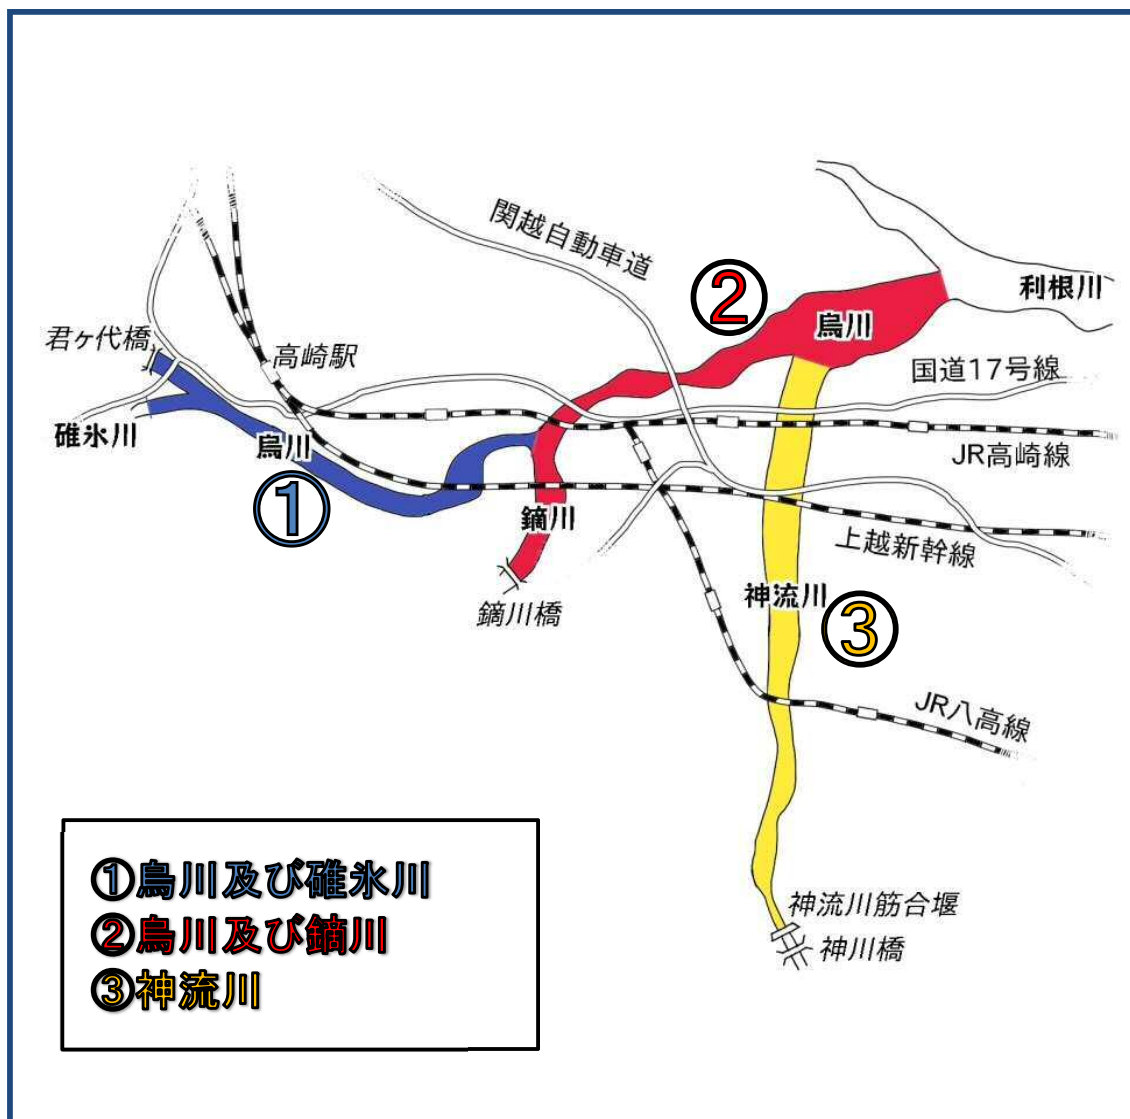 関越自動車道
②
利根川
烏川
君ヶ代橋
高崎駅
国道17号線
碓氷川
烏川
JR高崎線
①
鏑川
上越新幹線
鏑川橋
神流川
③
JR八高線
①烏川及び碓氷川
②烏川及び鏑川
③神流川
神流川筋合堰
神川橋